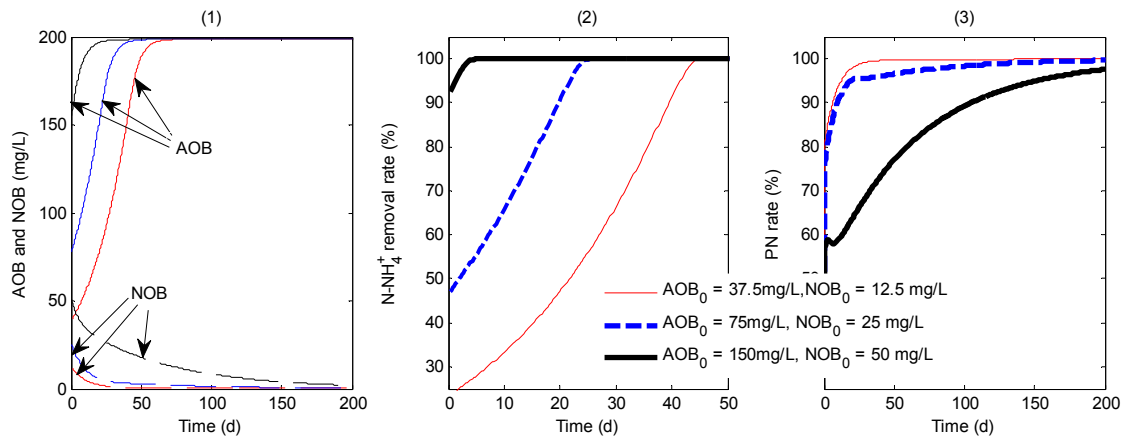 (1)
200
150
100
50
0
AOB and NOB (mg/L)
AOB
NOB
0 50 100 150 200
Time (d)
(2)
100
90
80
70
60
50
40
30
N-NH₄⁺ removal rate (%)
0 10 20 30 40 50
Time (d)
(3)
100
90
80
70
60
PN rate (%)
0 50 100 150 200
Time (d)
AOB₀ = 37.5mg/L,NOB₀ = 12.5 mg/L
AOB₀ = 75mg/L, NOB₀ = 25 mg/L
AOB₀ = 150mg/L, NOB₀ = 50 mg/L